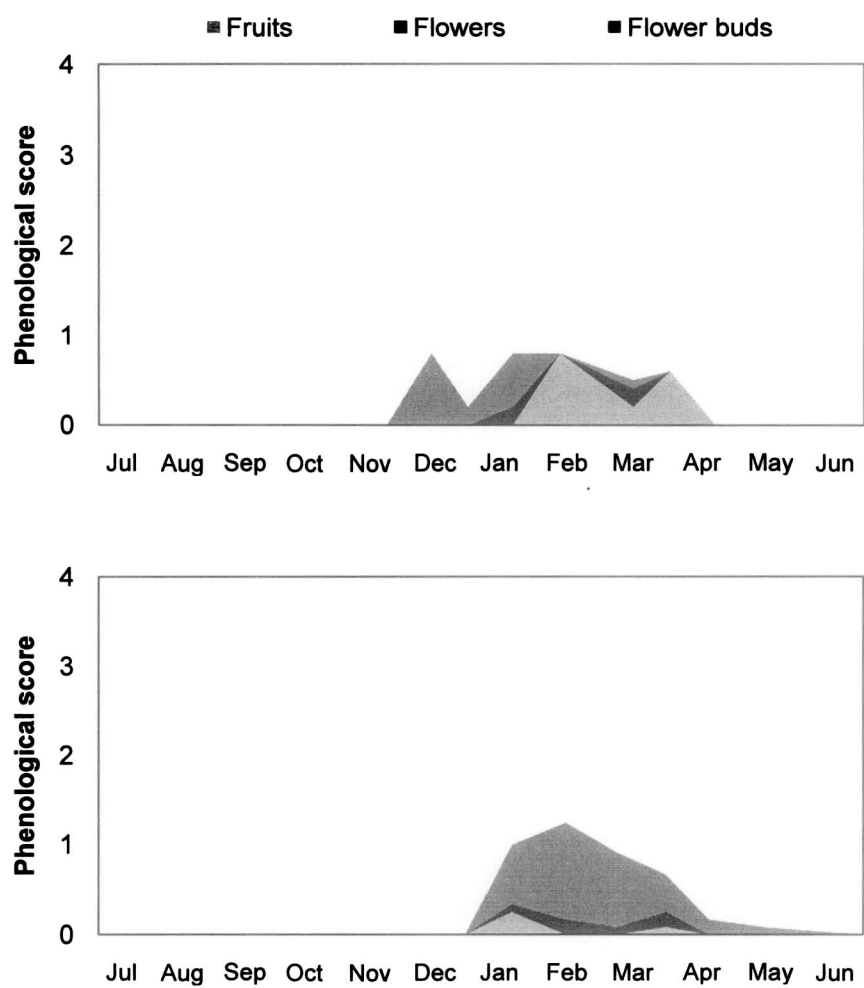 Fruits Flowers Flower buds
4
3
2
1
0
Phenological score
Jul Aug Sep Oct Nov Dec Jan Feb Mar Apr May Jun
4
3
2
1
0
Phenological score
Jul Aug Sep Oct Nov Dec Jan Feb Mar Apr May Jun